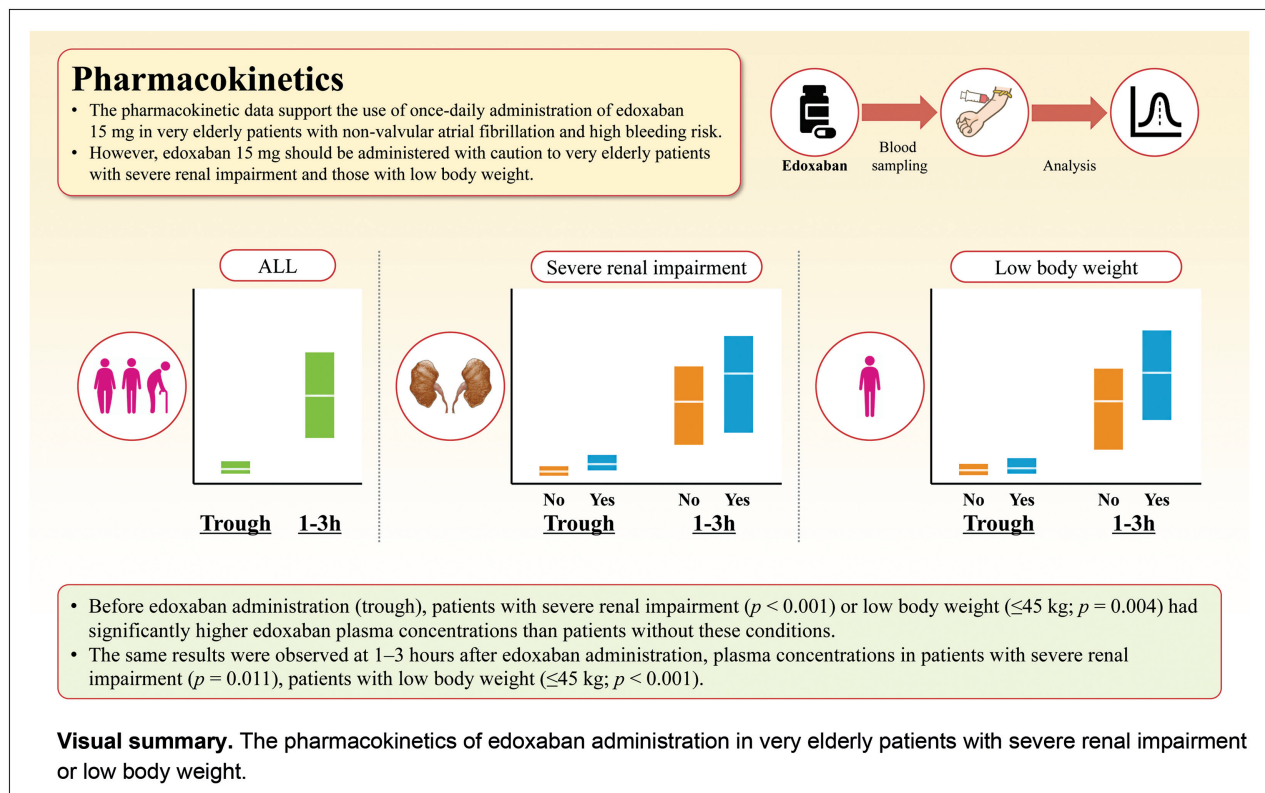 Pharmacokinetics
• The pharmacokinetic data support the use of once-daily administration of edoxaban
15 mg in very elderly patients with non-valvular atrial fibrillation and high bleeding risk.
• However, edoxaban 15 mg should be administered with caution to very elderly patients
with severe renal impairment and those with low body weight.
Edoxaban
Blood
sampling
Analysis
ALL
Trough 1-3h
Severe renal impairment
No Yes No Yes
Trough 1-3h
Low body weight
No Yes No Yes
Trough 1-3h
• Before edoxaban administration (trough), patients with severe renal impairment (p < 0.001) or low body weight (≤45 kg; p = 0.004) had
significantly higher edoxaban plasma concentrations than patients without these conditions.
• The same results were observed at 1–3 hours after edoxaban administration, plasma concentrations in patients with severe renal
impairment (p = 0.011), patients with low body weight (≤45 kg; p < 0.001).
Visual summary. The pharmacokinetics of edoxaban administration in very elderly patients with severe renal impairment
or low body weight.